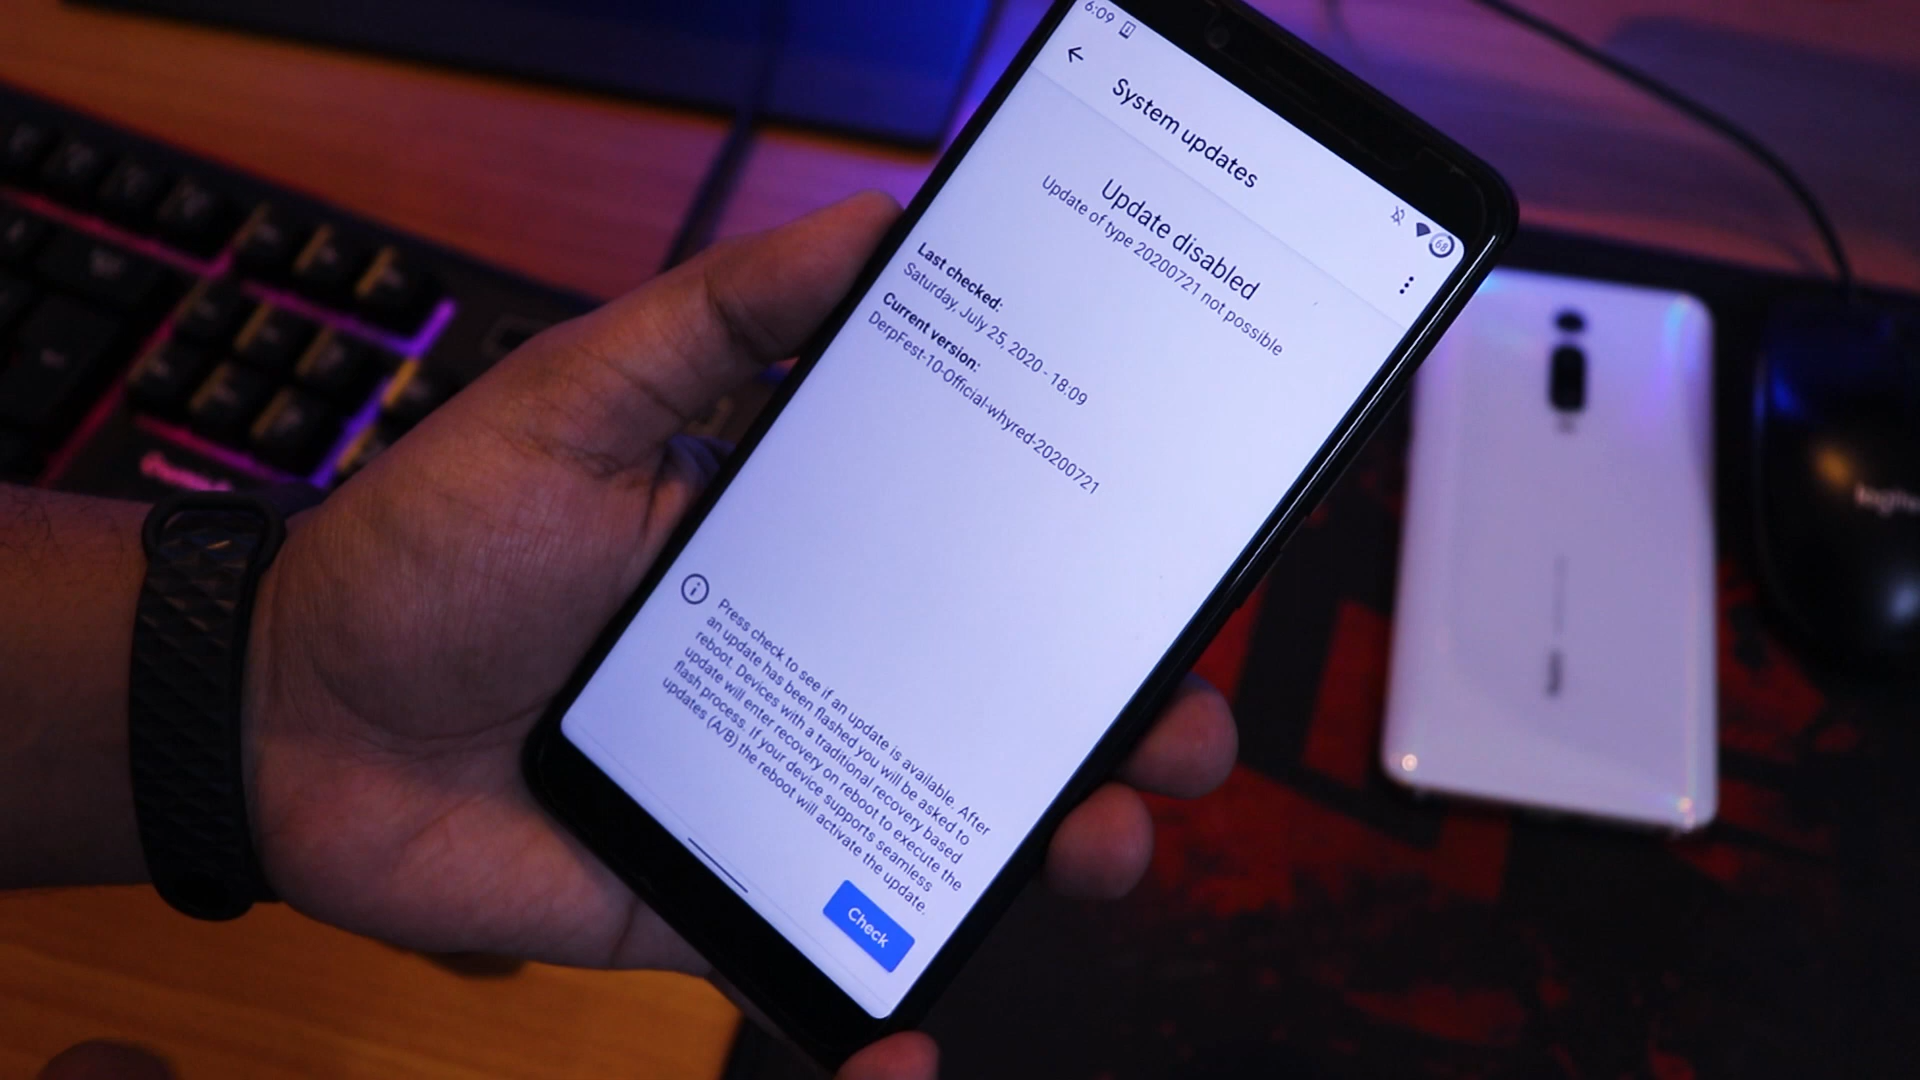 6:09
68
System updates
Update disabled
Update of type 20200721 not possible
Last checked:
Saturday, July 25, 2020 - 18:09
Current version:
DerpFest-10-Official-whyred-20200721
Press check to see if an update is available. After
an update has been flashed you will be asked to
reboot. Devices with a traditional recovery based
update will enter recovery on reboot to execute the
flash process. If your device supports seamless
updates (A/B) the reboot will activate the update.
Check